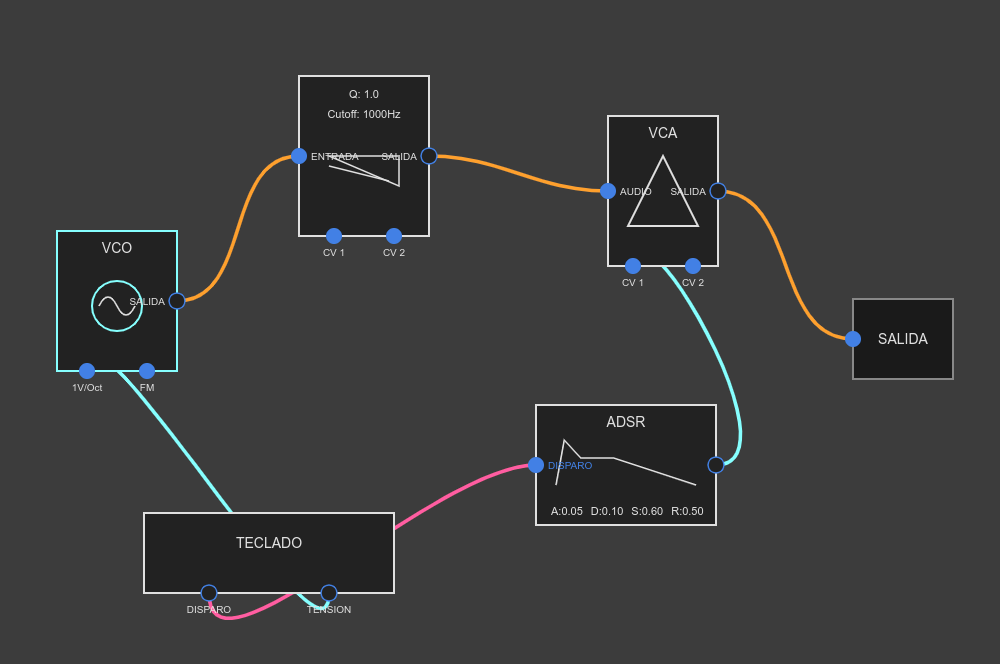 Q: 1.0
Cutoff: 1000Hz
ENTRADA SALIDA
CV 1 CV 2
VCA
AUDIO SALIDA
CV 1 CV 2
VCO
SALIDA
1V/Oct FM
SALIDA
ADSR
DISPARO
A:0.05 D:0.10 S:0.60 R:0.50
TECLADO
DISPARO TENSION